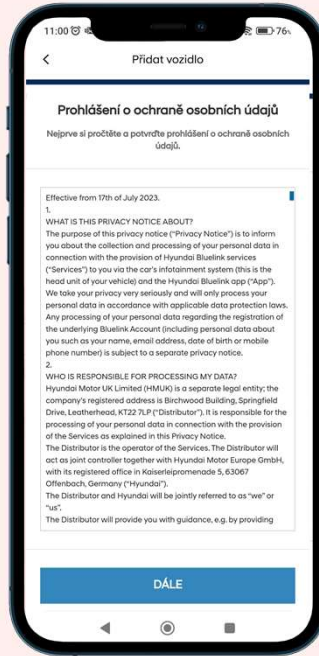 11:00
76%
Přidat vozidlo
Prohlášení o ochraně osobních údajů
Nejprve si pročtěte a potvrďte prohlášení o ochraně osobních
údajů.
Effective from 17th of July 2023.
1.
WHAT IS THIS PRIVACY NOTICE ABOUT?
The purpose of this privacy notice (“Privacy Notice”) is to inform
you about the collection and processing of your personal data in
connection with the provision of Hyundai Bluelink services
(“Services”) to you via the car's infotainment system (this is the
head unit of your vehicle) and the Hyundai Bluelink app (“App”).
We take your privacy very seriously and will only process your
personal data in accordance with applicable data protection laws.
Any processing of your personal data regarding the registration of
the underlying Bluelink Account (including personal data about
you such as your name, email address, date of birth or mobile
phone number) is subject to a separate privacy notice.
2.
WHO IS RESPONSIBLE FOR PROCESSING MY DATA?
Hyundai Motor UK Limited (HMUK) is a separate legal entity; the
company's registered address is Birchwood Building, Springfield
Drive, Leatherhead, KT22 7LP (“Distributor”). It is responsible for the
processing of your personal data in connection with the provision
of the Services as explained in this Privacy Notice.
The Distributor is the operator of the Services. The Distributor will
act as joint controller together with Hyundai Motor Europe GmbH,
with its registered office in Kaiserleipromenade 5, 63067
Offenbach, Germany (“Hyundai”).
The Distributor and Hyundai will be jointly referred to as “we” or
“us”.
The Distributor will provide you with guidance, e.g. by providing
DÁLE